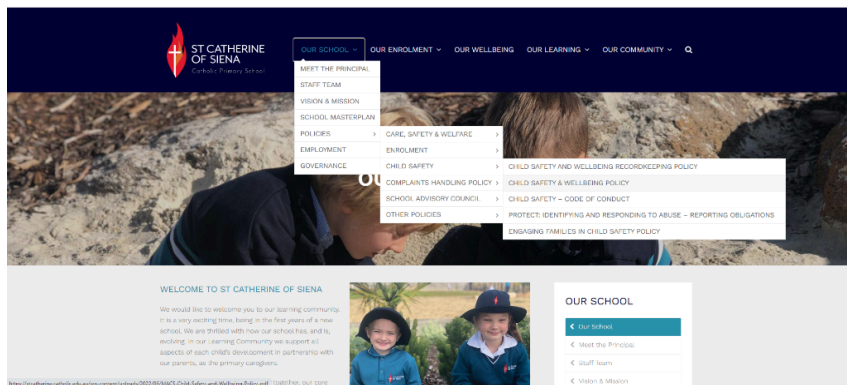 ST CATHERINE
OF SIENA
Catholic Primary School
OUR SCHOOL
OUR ENROLMENT
OUR WELLBEING
OUR LEARNING
OUR COMMUNITY
MEET THE PRINCIPAL
STAFF TEAM
VISION & MISSION
SCHOOL MASTERPLAN
POLICIES
EMPLOYMENT
GOVERNANCE
CARE, SAFETY & WELFARE
ENROLMENT
CHILD SAFETY
COMPLAINTS HANDLING POLICY
SCHOOL ADVISORY COUNCIL
OTHER POLICIES
CHILD SAFETY AND WELLBEING RECORDKEEPING POLICY
CHILD SAFETY & WELLBEING POLICY
CHILD SAFETY – CODE OF CONDUCT
PROTECT: IDENTIFYING AND RESPONDING TO ABUSE – REPORTING OBLIGATIONS
ENGAGING FAMILIES IN CHILD SAFETY POLICY
WELCOME TO ST CATHERINE OF SIENA
We would like to welcome you to our learning community.
It is a very exciting time, being in the first years of a new
school. We are thrilled with how our school has, and is,
evolving. In our Learning Community we support all
aspects of each child's development in partnership with
our parents, as the primary caregivers.
together, our core
OUR SCHOOL
Our School
Meet the Principal
Staff Team
Vision & Mission